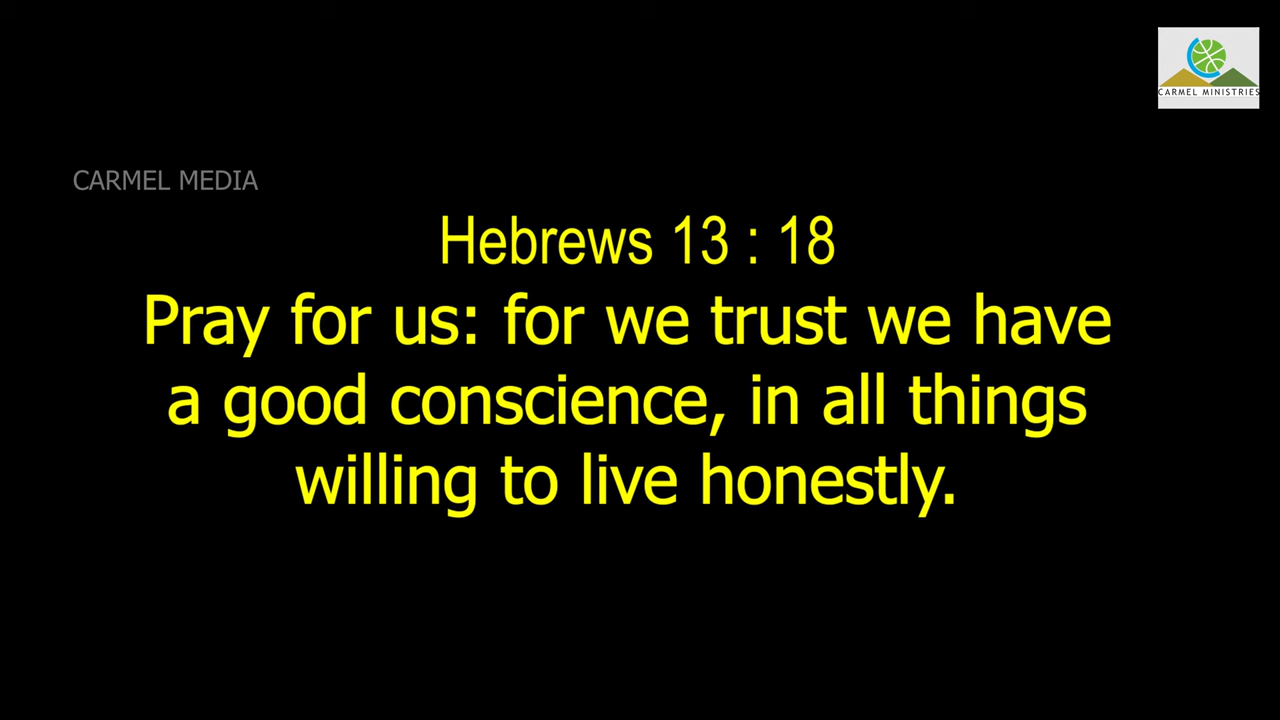 CARMEL MINISTRIES
CARMEL MEDIA
Hebrews 13 : 18
Pray for us: for we trust we have
a good conscience, in all things
willing to live honestly.